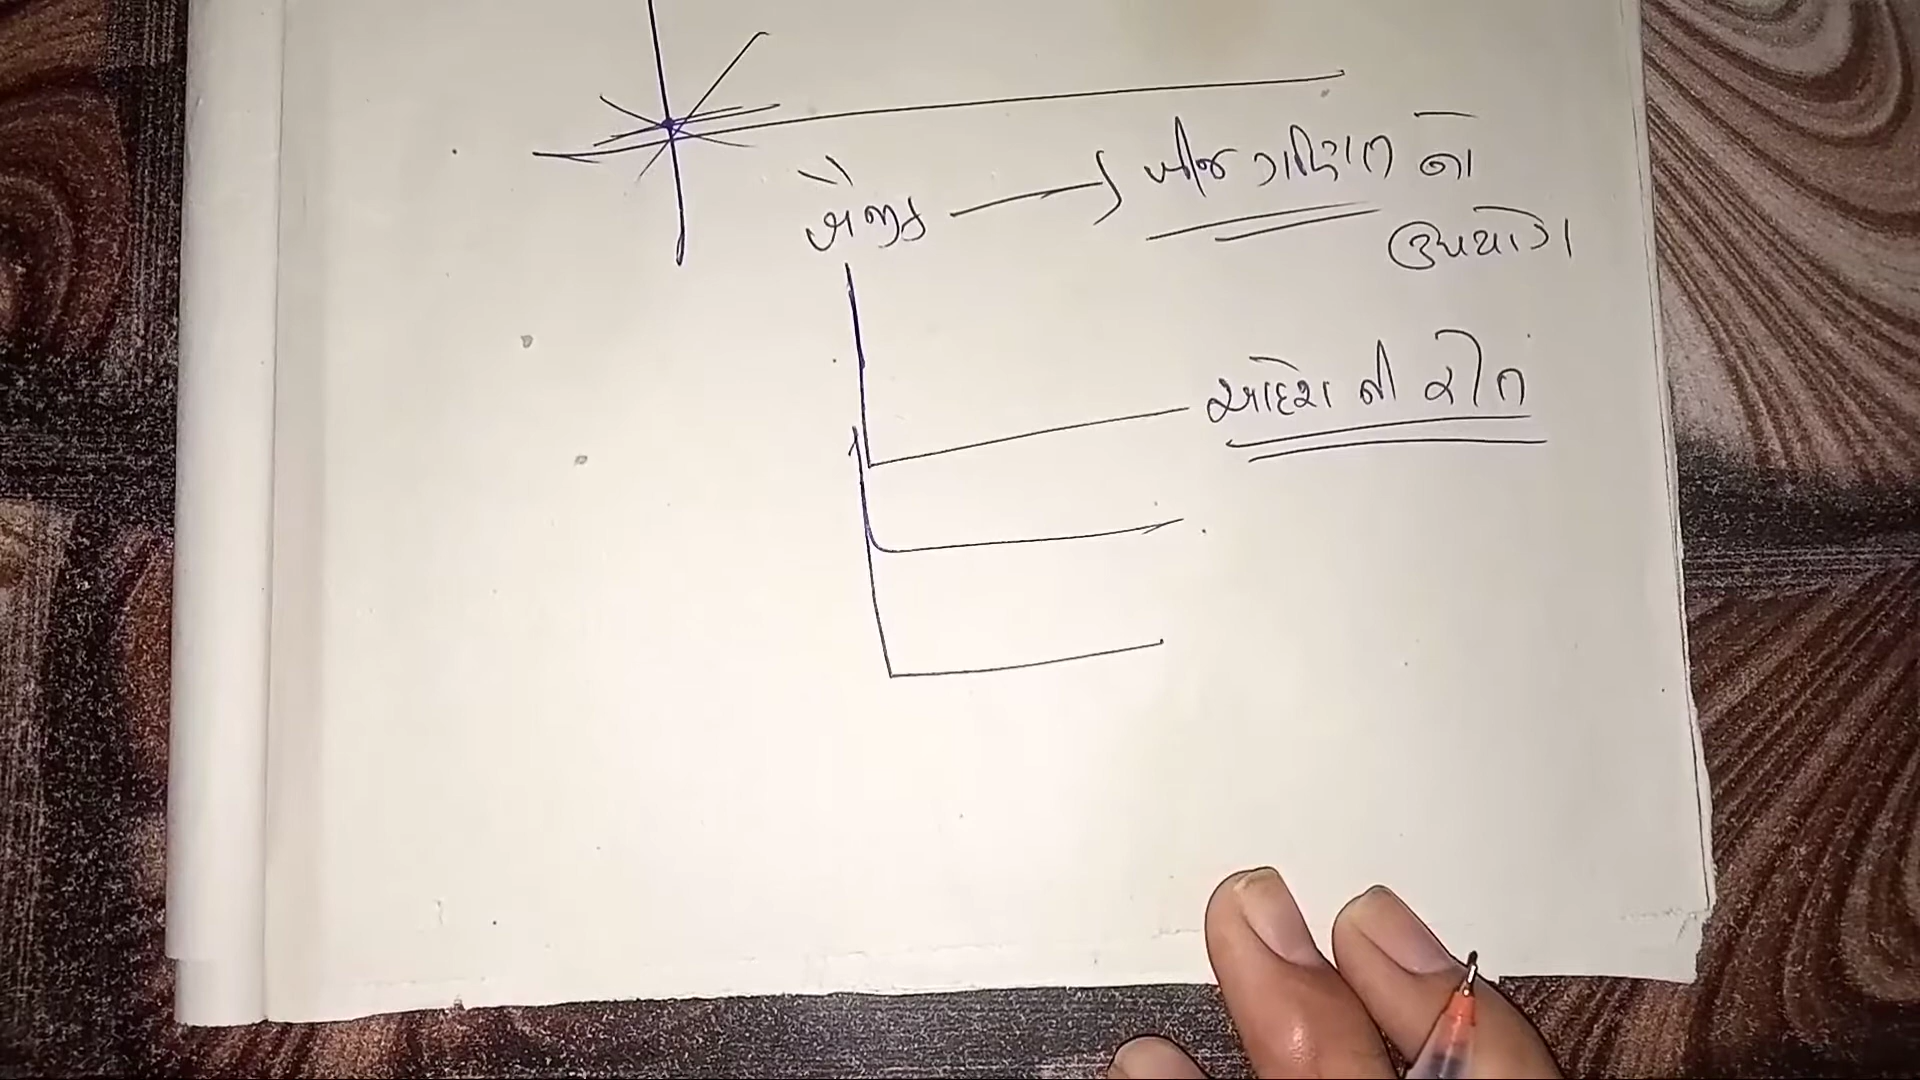 બીજ ગણિત નો
ઉપયોગ
આદેશ ની રીત